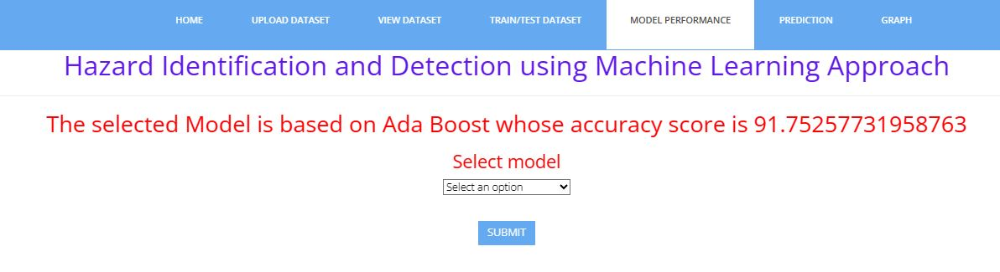 HOME UPLOAD DATASET VIEW DATASET TRAIN/TEST DATASET MODEL PERFORMANCE PREDICTION GRAPH
Hazard Identification and Detection using Machine Learning Approach
The selected Model is based on Ada Boost whose accuracy score is 91.75257731958763
Select model
Select an option
SUBMIT